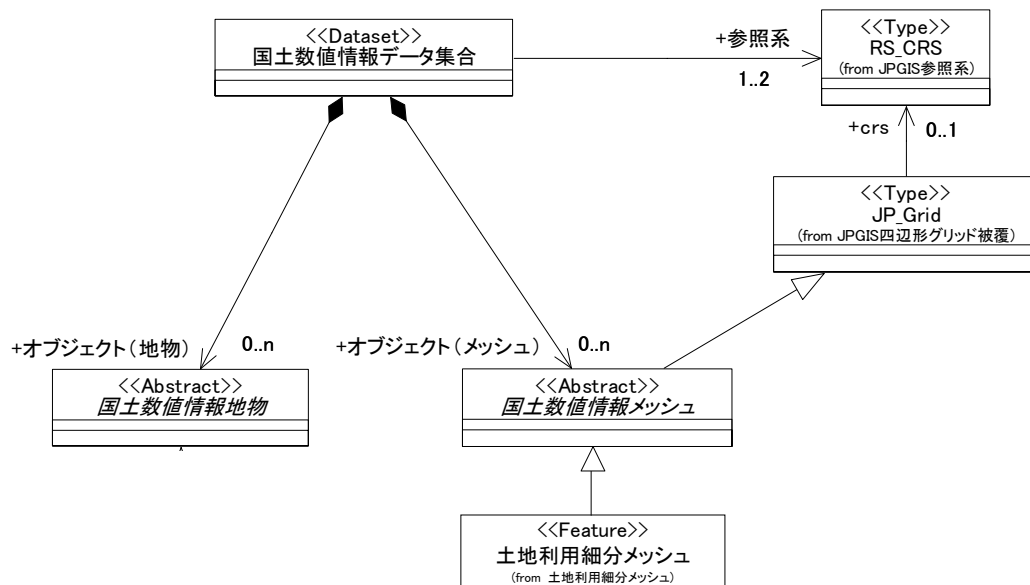 <<Dataset>>
国土数値情報データ集合
+参照系
1..2
<<Type>>
RS_CRS
(from JPGIS参照系)
+crs
0..1
<<Type>>
JP_Grid
(from JPGIS四辺形グリッド被覆)
+オブジェクト(地物)
0..n
+オブジェクト(メッシュ)
0..n
<<Abstract>>
国土数値情報地物
<<Abstract>>
国土数値情報メッシュ
<<Feature>>
土地利用細分メッシュ
(from 土地利用細分メッシュ)